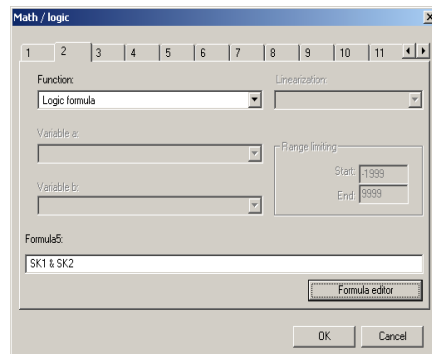 Math / logic
1 2 3 4 5 6 7 8 9 10 11
Function:
Linearization:
Logic formula
Variable a:
Range limiting
Start: -1999
Variable b:
End: 9999
Formula5:
SK1 & SK2
Formula editor
OK Cancel